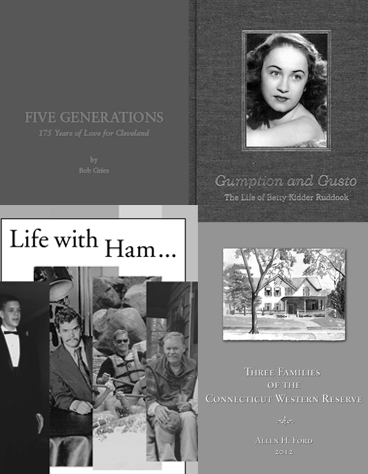 FIVE GENERATIONS
175 Years of Love for Cleveland
by
Bob Gries
Gumption and Gusto
The Life of Betty Kidder Ruddock
Life with Ham...
THREE FAMILIES
OF THE
CONNECTICUT WESTERN RESERVE
ALLEN H. FORD
2012